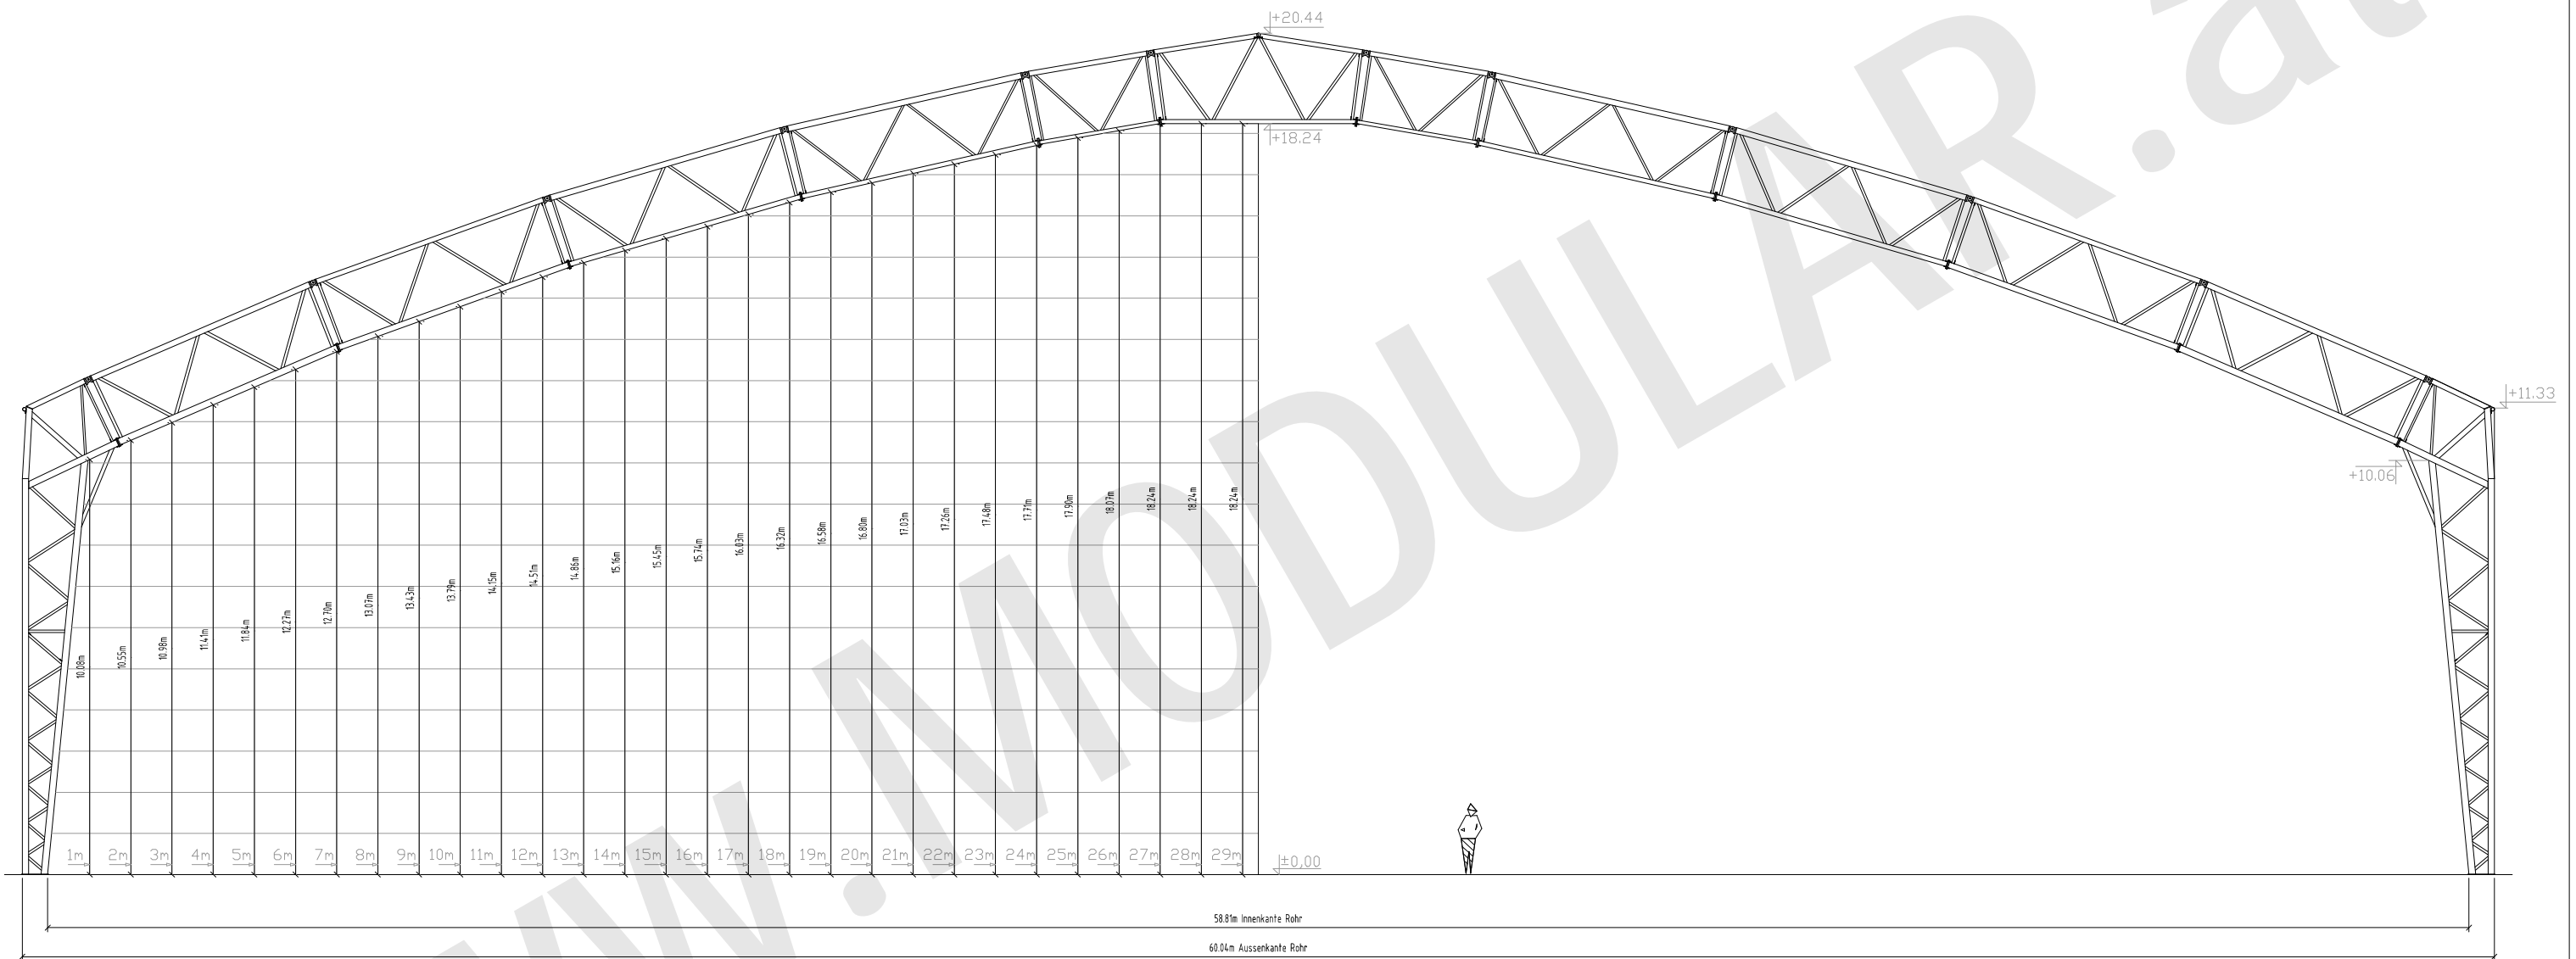 +20.44
+18.24
+11.33
+10.06
10.08m
10.55m
10.98m
11.41m
11.84m
12.27m
12.70m
13.07m
13.43m
13.79m
14.15m
14.51m
14.86m
15.16m
15.45m
15.74m
16.03m
16.32m
16.58m
16.80m
17.03m
17.26m
17.48m
17.71m
17.90m
18.07m
18.24m
18.24m
18.24m
1m
2m
3m
4m
5m
6m
7m
8m
9m
10m
11m
12m
13m
14m
15m
16m
17m
18m
19m
20m
21m
22m
23m
24m
25m
26m
27m
28m
29m
±0,00
58.81m Innenkante Rohr
60.04m Aussenkante Rohr
w.MODULAR.at